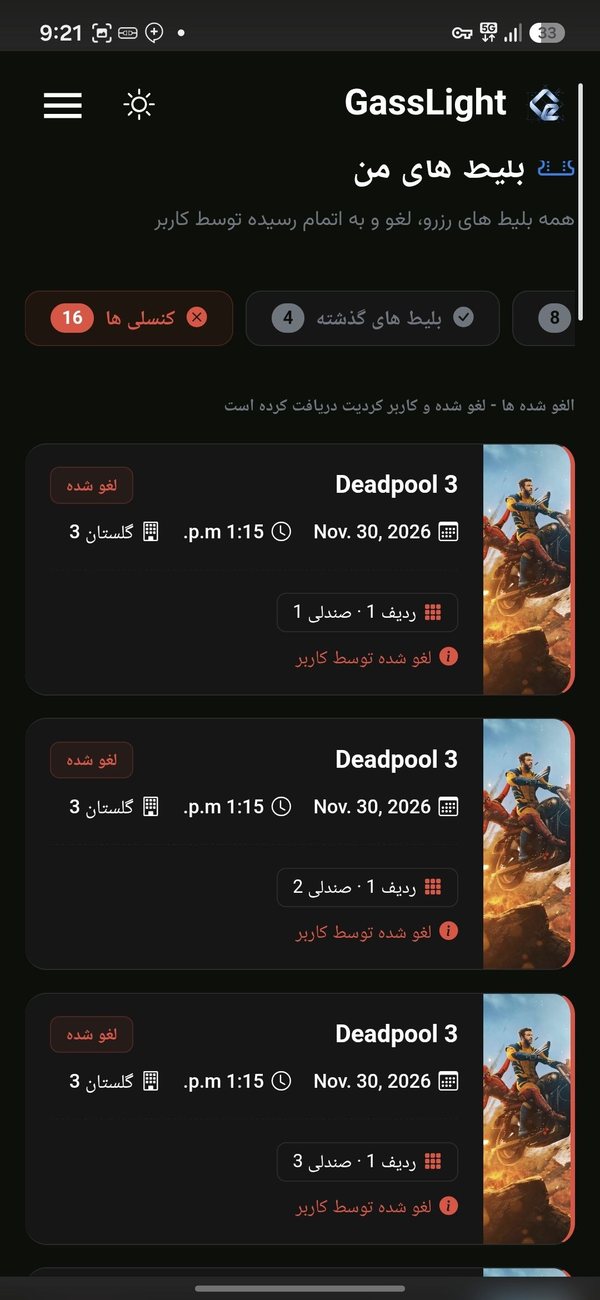 9:21
5G
33
GassLight
بلیط های من
همه بلیط های رزرو، لغو و به اتمام رسیده توسط کاربر
8
بلیط های گذشته 4
کنسلی ها 16
الغو شده ها - لغو شده و کاربر کردیت دریافت کرده است
Deadpool 3
لغو شده
Nov. 30, 2026 1:15 p.m. گلستان 3
ردیف 1 · صندلی 1
لغو شده توسط کاربر
Deadpool 3
لغو شده
Nov. 30, 2026 1:15 p.m. گلستان 3
ردیف 1 · صندلی 2
لغو شده توسط کاربر
Deadpool 3
لغو شده
Nov. 30, 2026 1:15 p.m. گلستان 3
ردیف 1 · صندلی 3
لغو شده توسط کاربر